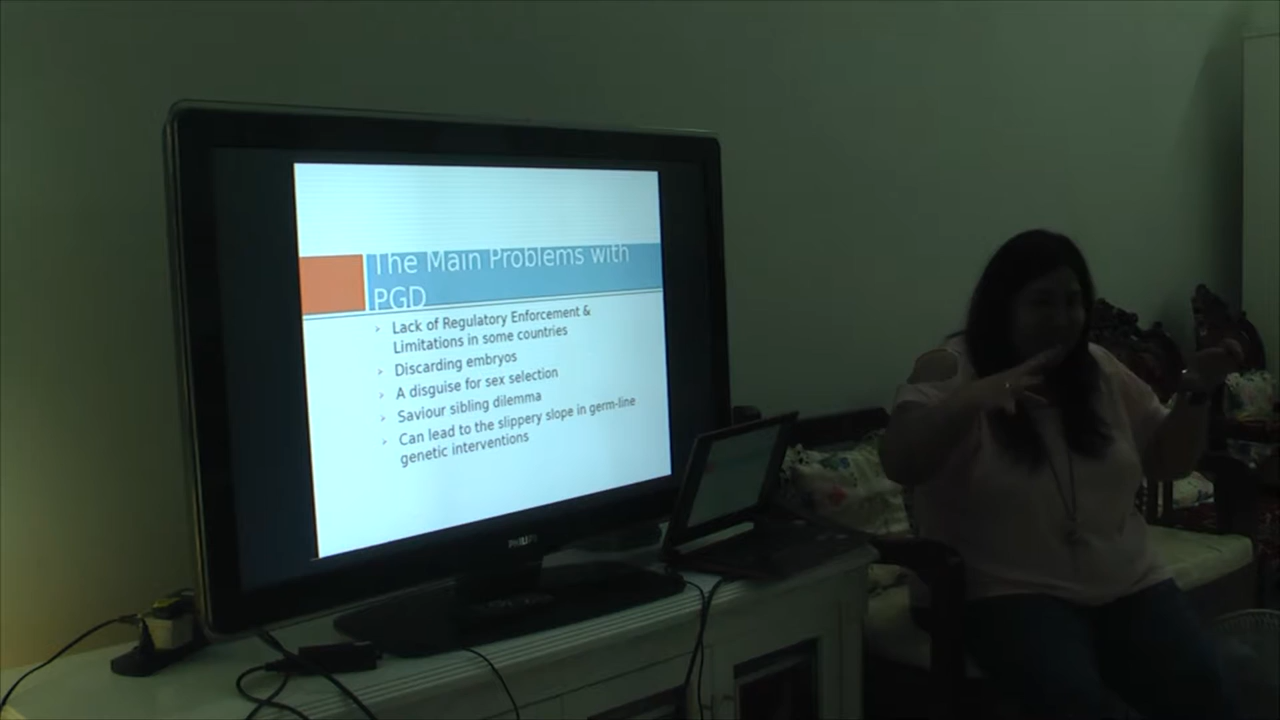 The Main Problems with
PGD
Lack of Regulatory Enforcement &
Limitations in some countries
Discarding embryos
A disguise for sex selection
Saviour sibling dilemma
Can lead to the slippery slope in germ-line
genetic interventions
PHILIPS